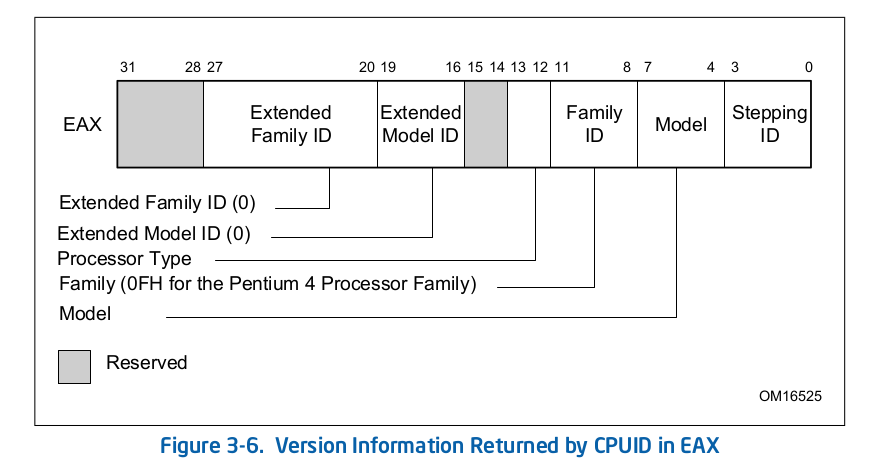 31 28 27 20 19 16 15 14 13 12 11 8 7 4 3 0
EAX
Extended
Family ID
Extended
Model ID
Family
ID
Model
Stepping
ID
Extended Family ID (0)
Extended Model ID (0)
Processor Type
Family (0FH for the Pentium 4 Processor Family)
Model
Reserved
OM16525
Figure 3-6. Version Information Returned by CPUID in EAX